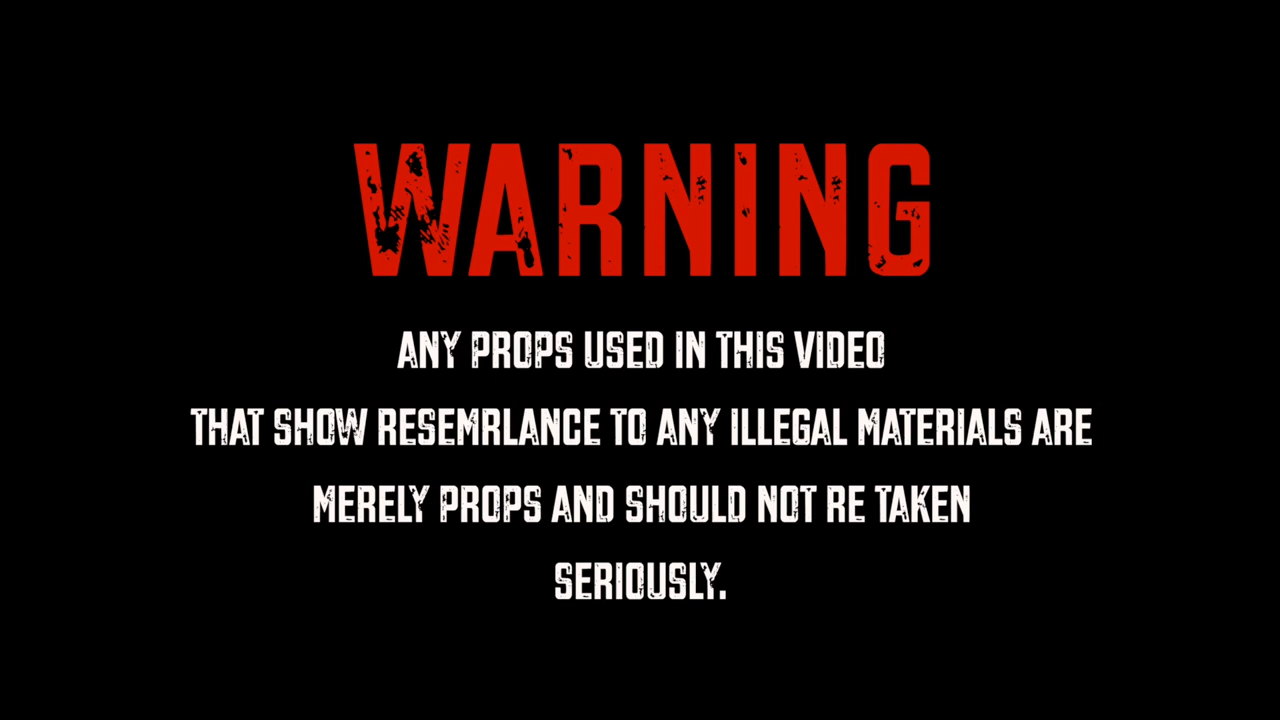 WARNING
ANY PROPS USED IN THIS VIDEO
THAT SHOW RESEMRLANCE TO ANY ILLEGAL MATERIALS ARE
MERELY PROPS AND SHOULD NOT RE TAKEN
SERIOUSLY.